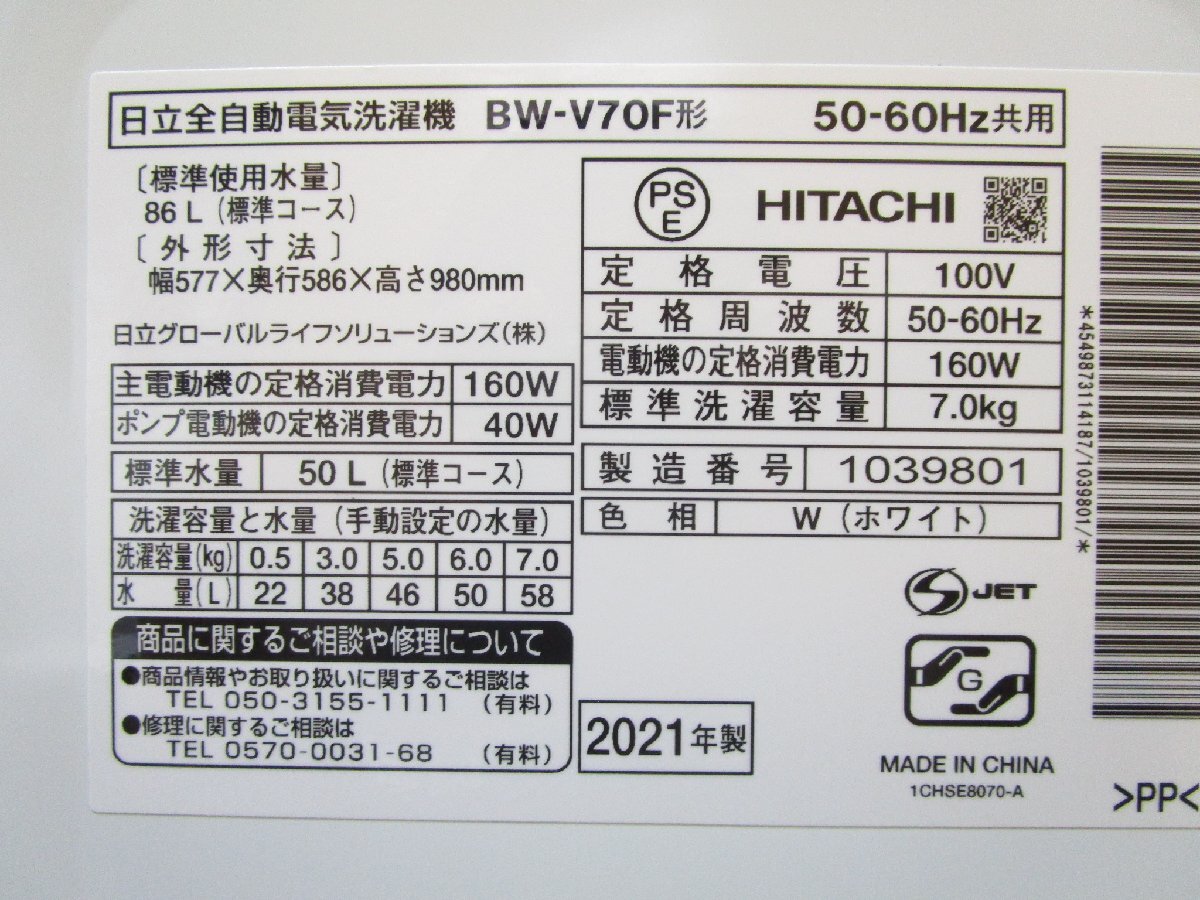 日立全自動電気洗濯機 BW-V70F形 50-60Hz共用
〔標準使用水量〕
86 L (標準コース)
〔外形寸法〕
幅577×奥行586×高さ980mm
日立グローバルライフソリューションズ(株)
主電動機の定格消費電力 160W
ポンプ電動機の定格消費電力 40W
標準水量 50 L (標準コース)
洗濯容量と水量 (手動設定の水量)
洗濯容量(kg) 0.5 3.0 5.0 6.0 7.0
水量(L) 22 38 46 50 58
商品に関するご相談や修理について
●商品情報やお取り扱いに関するご相談は
TEL 050-3155-1111 (有料)
●修理に関するご相談は
TEL 0570-0031-68 (有料)
PSE HITACHI
定格電圧 100V
定格周波数 50-60Hz
電動機の定格消費電力 160W
標準洗濯容量 7.0kg
製造番号 1039801
色相 W (ホワイト)
S JET
G
2021年製
MADE IN CHINA
1CHSE8070-A
*4549873114187/1039801/*
>PP<